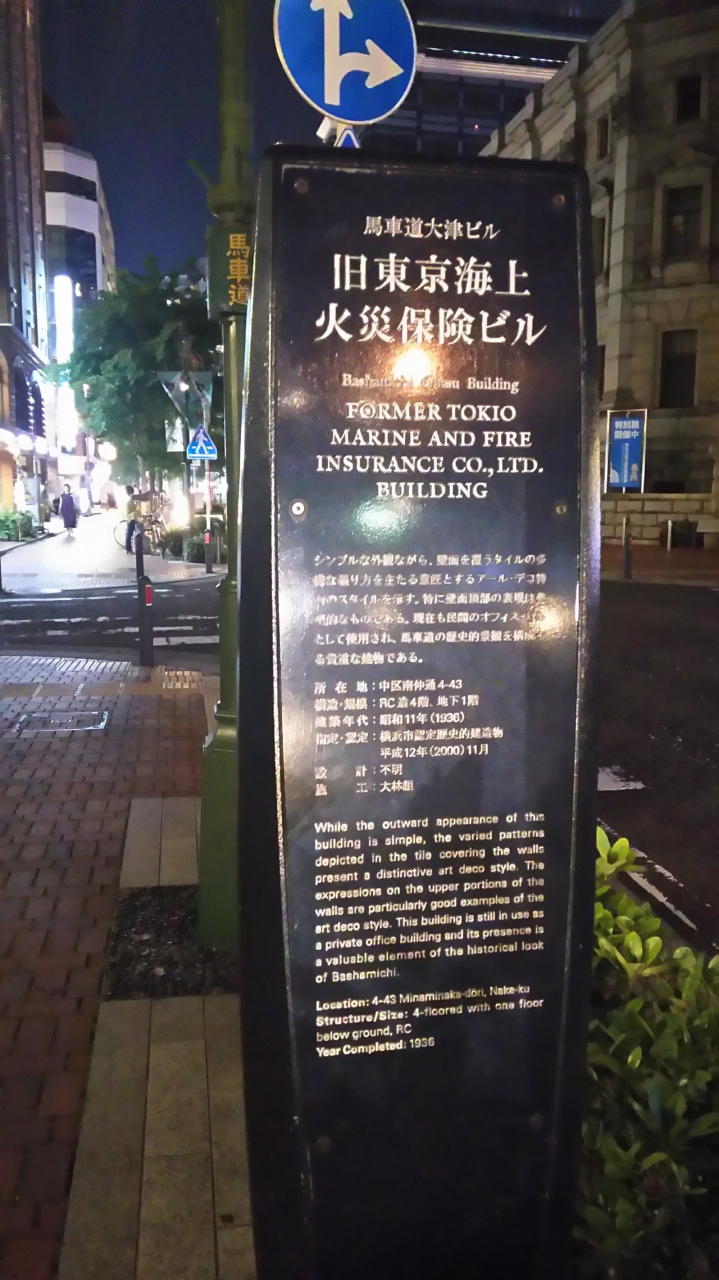 馬車道大津ビル
旧東京海上
火災保険ビル
Building
FORMER TOKIO
MARINE AND FIRE
INSURANCE CO.,LTD.
BUILDING
シンプルな外観ながら、壁面を覆うタイルの多
様な張り方を主たる意匠とするアール・デコ特
のスタイルを示す。特に壁面頂部の表現は
的なものである。現在も民間のオフィス
として使用され、馬車道の歴史的景観を構成
る貴重な建物である。
所在地：中区南仲通4-43
構造・規模：RC造4階、地下1階
建築年代：昭和11年（1936）
指定・認定：横浜市認定歴史的建造物
平成12年（2000）11月
設計：不明
施工：大林組
While the outward appearance of this
building is simple, the varied patterns
depicted in the tile covering the walls
present a distinctive art deco style. The
expressions on the upper portions of the
walls are particularly good examples of the
art deco style. This building is still in use as
a private office building and its presence is
a valuable element of the historical look
of Bashamichi.
Location: 4-43 Minaminaka-dōri, Naka-ku
Structure/Size: 4-floored with one floor
below ground, RC
Year Completed: 1936
馬車道
特別展
開催中